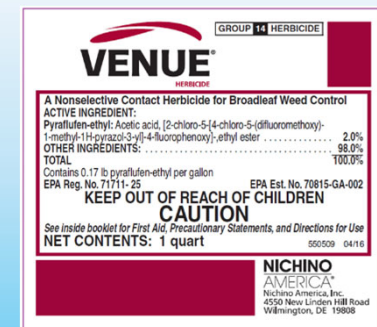 GROUP 14 HERBICIDE
VENUE®
HERBICIDE
A Nonselective Contact Herbicide for Broadleaf Weed Control
ACTIVE INGREDIENT:
Pyraflufen-ethyl: Acetic acid, [2-chloro-5-[4-chloro-5-(difluoromethoxy)-
1-methyl-1H-pyrazol-3-yl]-4-fluorophenoxy]-,ethyl ester .............. 2.0%
OTHER INGREDIENTS: ........................................ 98.0%
TOTAL 100.0%
Contains 0.17 lb pyraflufen-ethyl per gallon
EPA Reg. No. 71711- 25 EPA Est. No. 70815-GA-002
KEEP OUT OF REACH OF CHILDREN
CAUTION
See inside booklet for First Aid, Precautionary Statements, and Directions for Use
NET CONTENTS: 1 quart 550509 04/16
NICHINO
AMERICA®
Nichino America, Inc.
4550 New Linden Hill Road
Wilmington, DE 19808